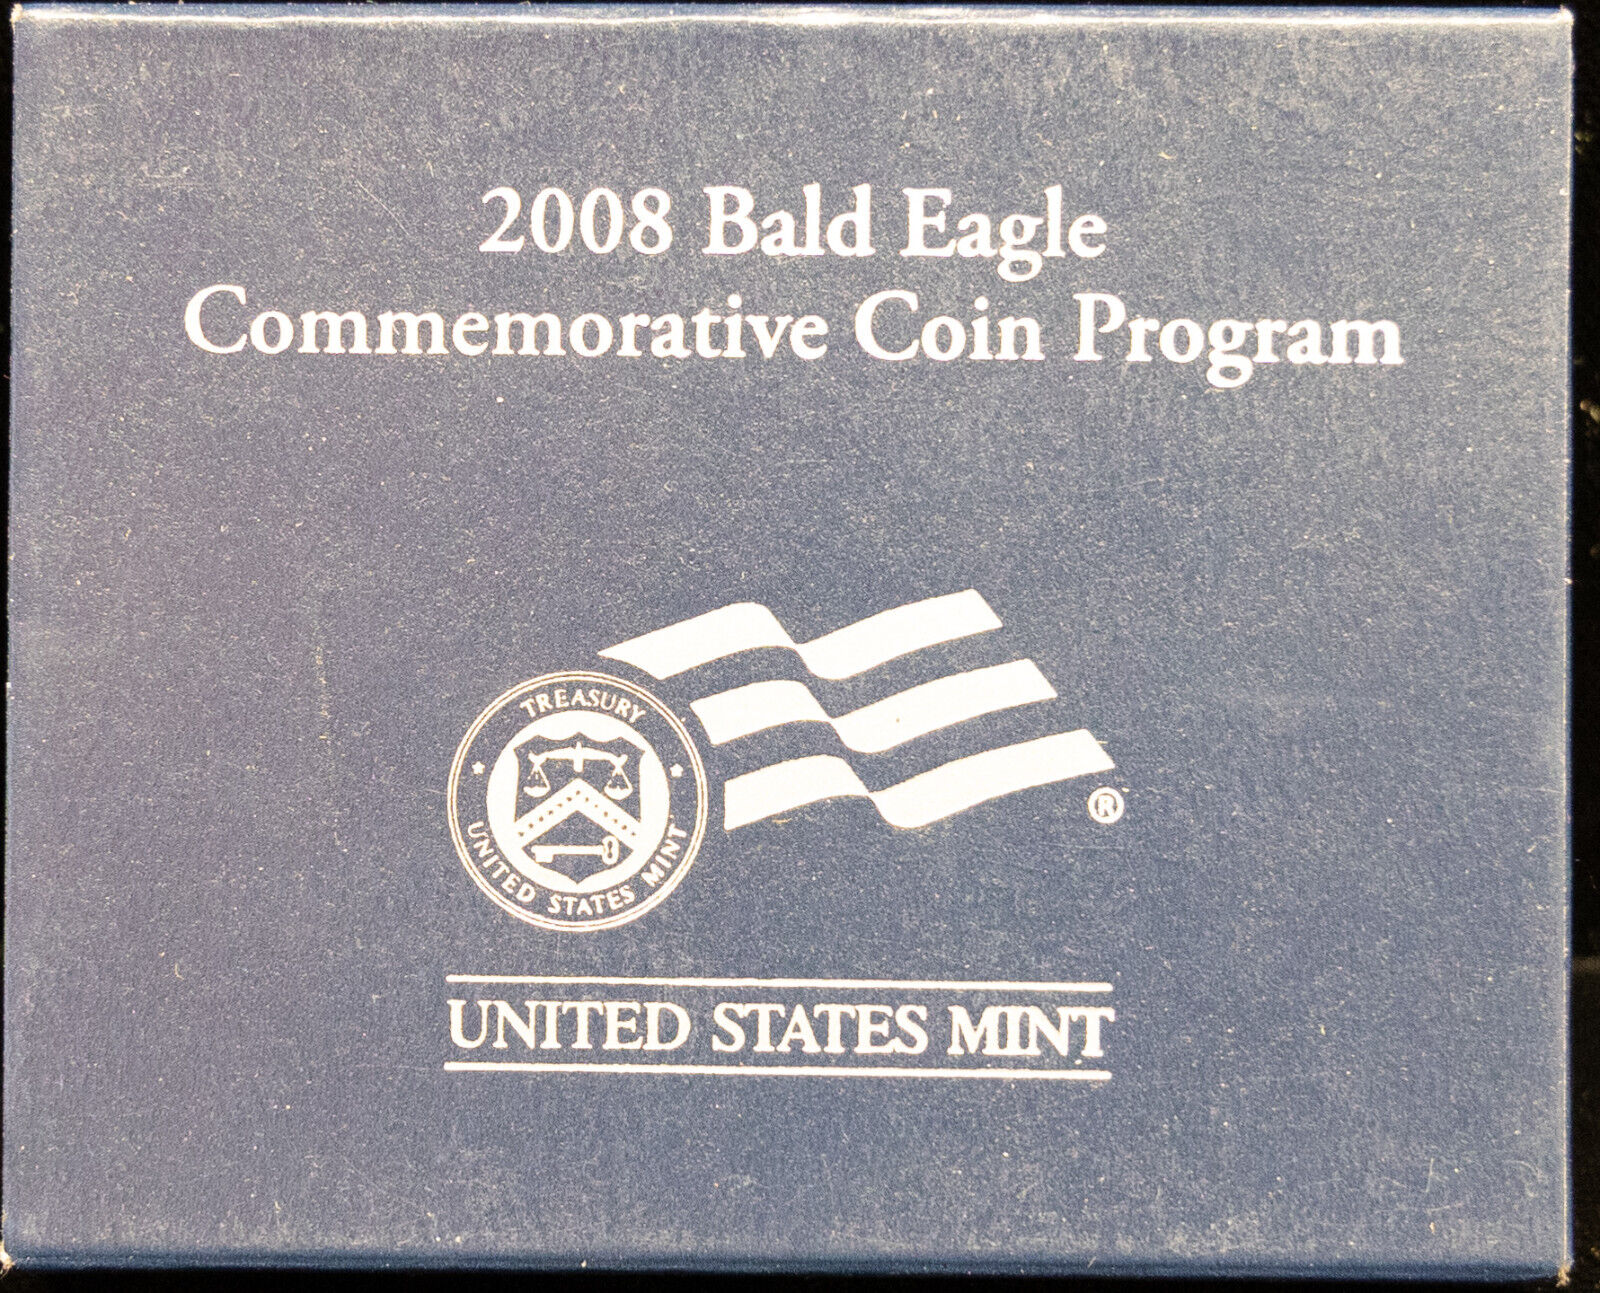 2008 Bald Eagle
Commemorative Coin Program
TREASURY
UNITED STATES MINT
®
UNITED STATES MINT